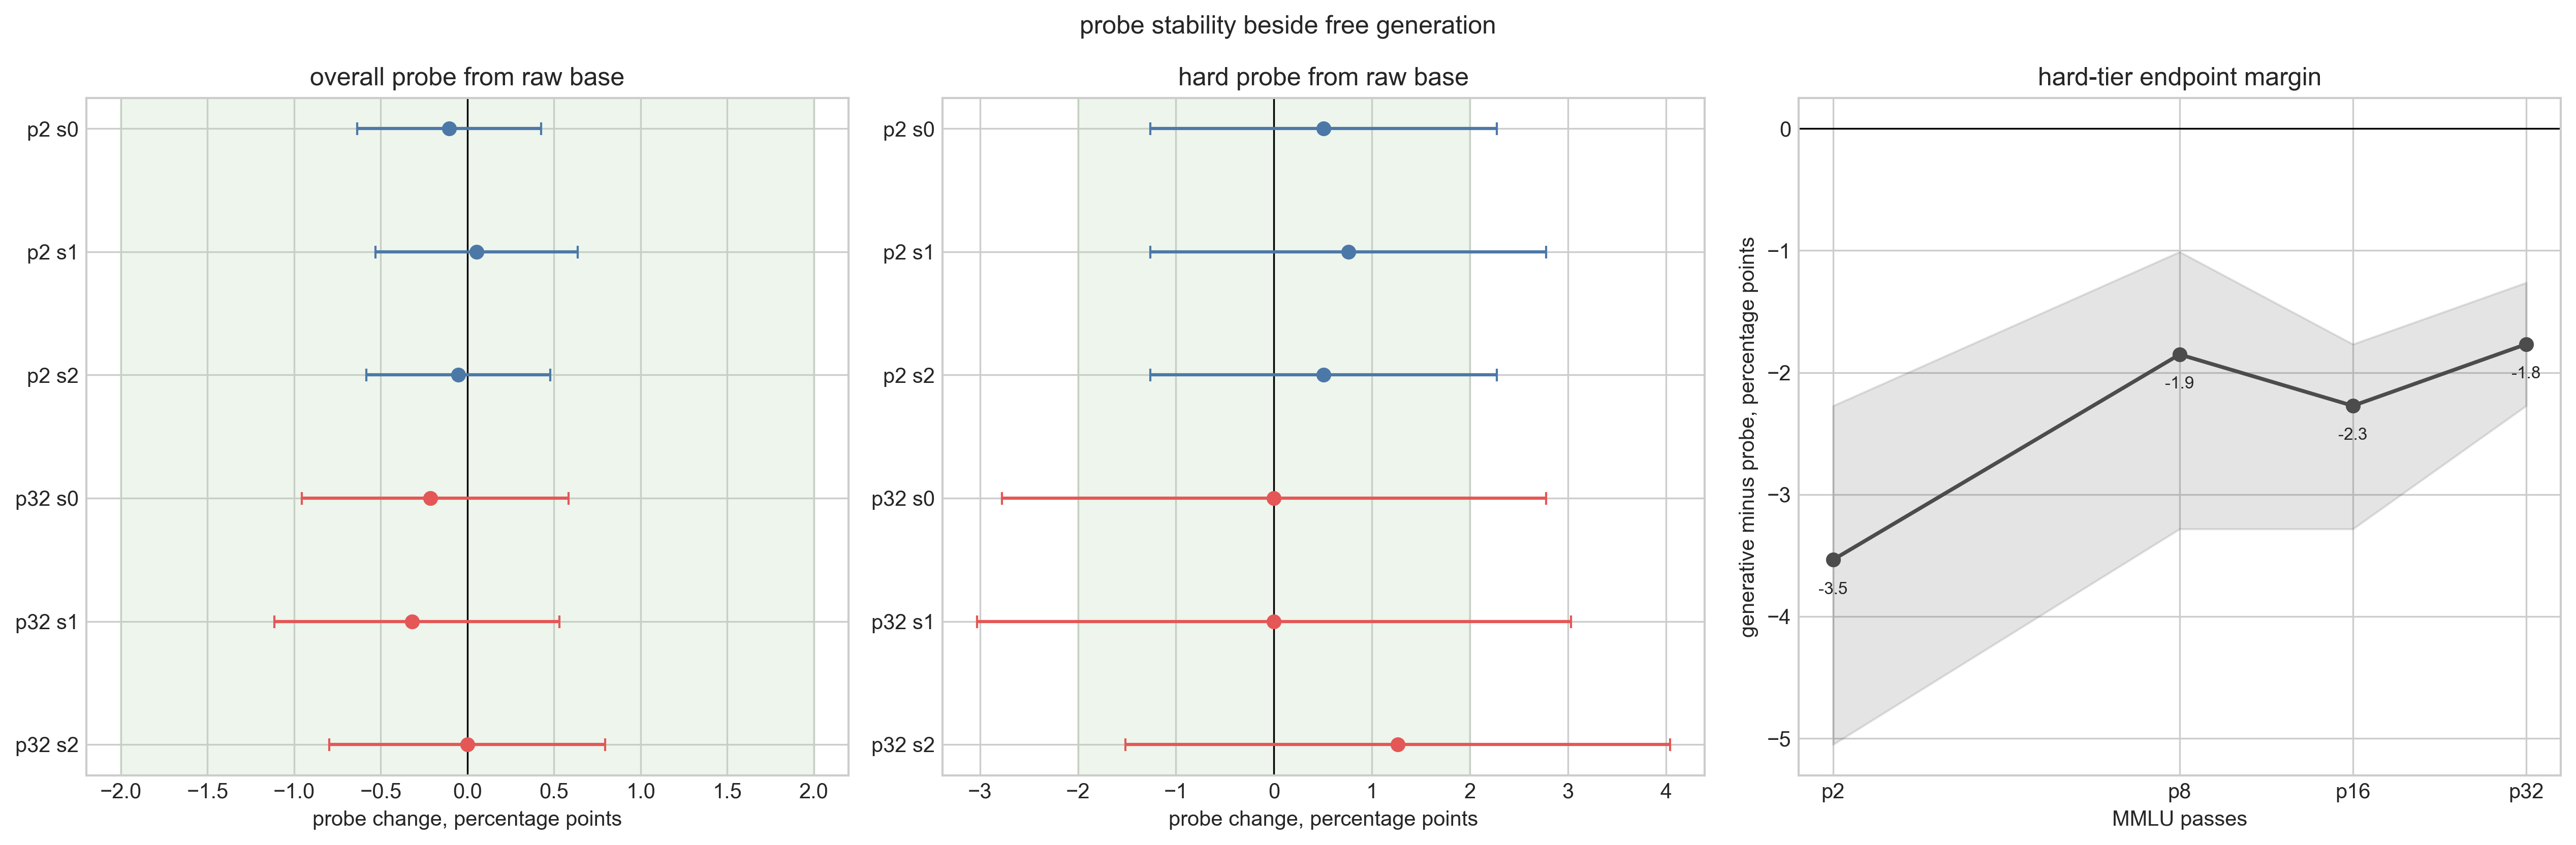 probe stability beside free generation
overall probe from raw base
p2 s0
p2 s1
p2 s2
p32 s0
p32 s1
p32 s2
−2.0 −1.5 −1.0 −0.5 0.0 0.5 1.0 1.5 2.0
probe change, percentage points
hard probe from raw base
p2 s0
p2 s1
p2 s2
p32 s0
p32 s1
p32 s2
−3 −2 −1 0 1 2 3 4
probe change, percentage points
hard-tier endpoint margin
generative minus probe, percentage points
0
−1
−2
−3
−4
−5
-3.5
-1.9
-2.3
-1.8
p2 p8 p16 p32
MMLU passes